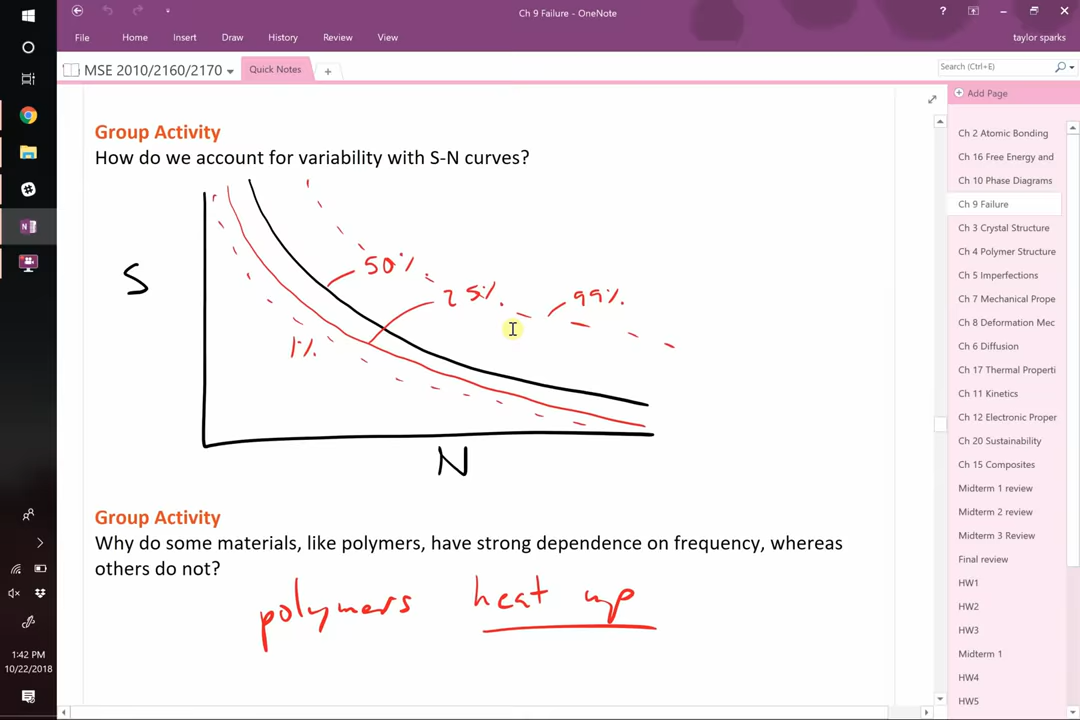 Ch 9 Failure - OneNote
?
File Home Insert Draw History Review View
taylor sparks
MSE 2010/2160/2170
Quick Notes
+
Search (Ctrl+E)
Add Page
Ch 2 Atomic Bonding
Ch 16 Free Energy and
Ch 10 Phase Diagrams
Ch 9 Failure
Ch 3 Crystal Structure
Ch 4 Polymer Structure
Ch 5 Imperfections
Ch 7 Mechanical Prope
Ch 8 Deformation Mec
Ch 6 Diffusion
Ch 17 Thermal Properti
Ch 11 Kinetics
Ch 12 Electronic Proper
Ch 20 Sustainability
Ch 15 Composites
Midterm 1 review
Midterm 2 review
Midterm 3 Review
Final review
HW1
HW2
HW3
Midterm 1
HW4
HW5
Group Activity
How do we account for variability with S-N curves?
S
50%
25%
99%
1%
N
Group Activity
Why do some materials, like polymers, have strong dependence on frequency, whereas
others do not?
polymers heat up
1:42 PM
10/22/2018